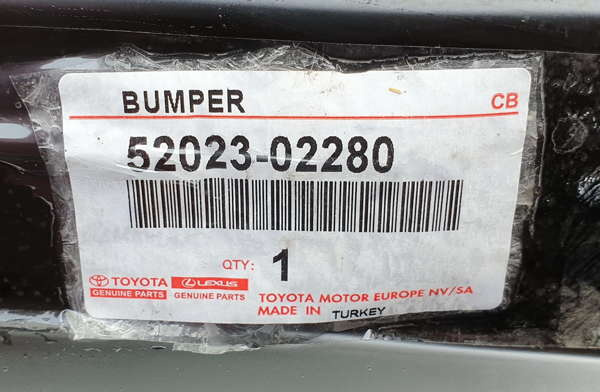 BUMPER CB
52023-02280
QTY: 1
TOYOTA LEXUS
GENUINE PARTS GENUINE PARTS
TOYOTA MOTOR EUROPE NV/SA
MADE IN TURKEY